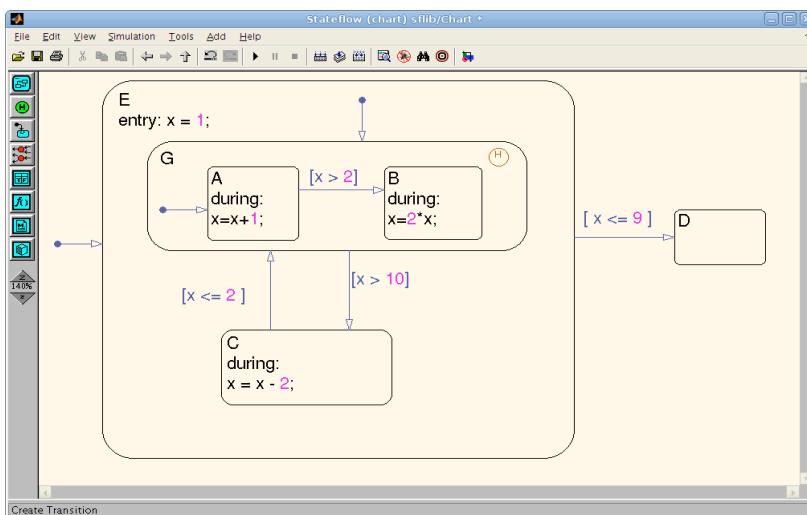 Stateflow (chart) sflib/Chart *
File Edit View Simulation Tools Add Help
E
entry: x = 1;
G
H
A
during:
x=x+1;
[x > 2]
B
during:
x=2*x;
[ x <= 9 ]
D
[x <= 2 ]
[x > 10]
C
during:
x = x - 2;
H
f()
Z
140%
z
Create Transition